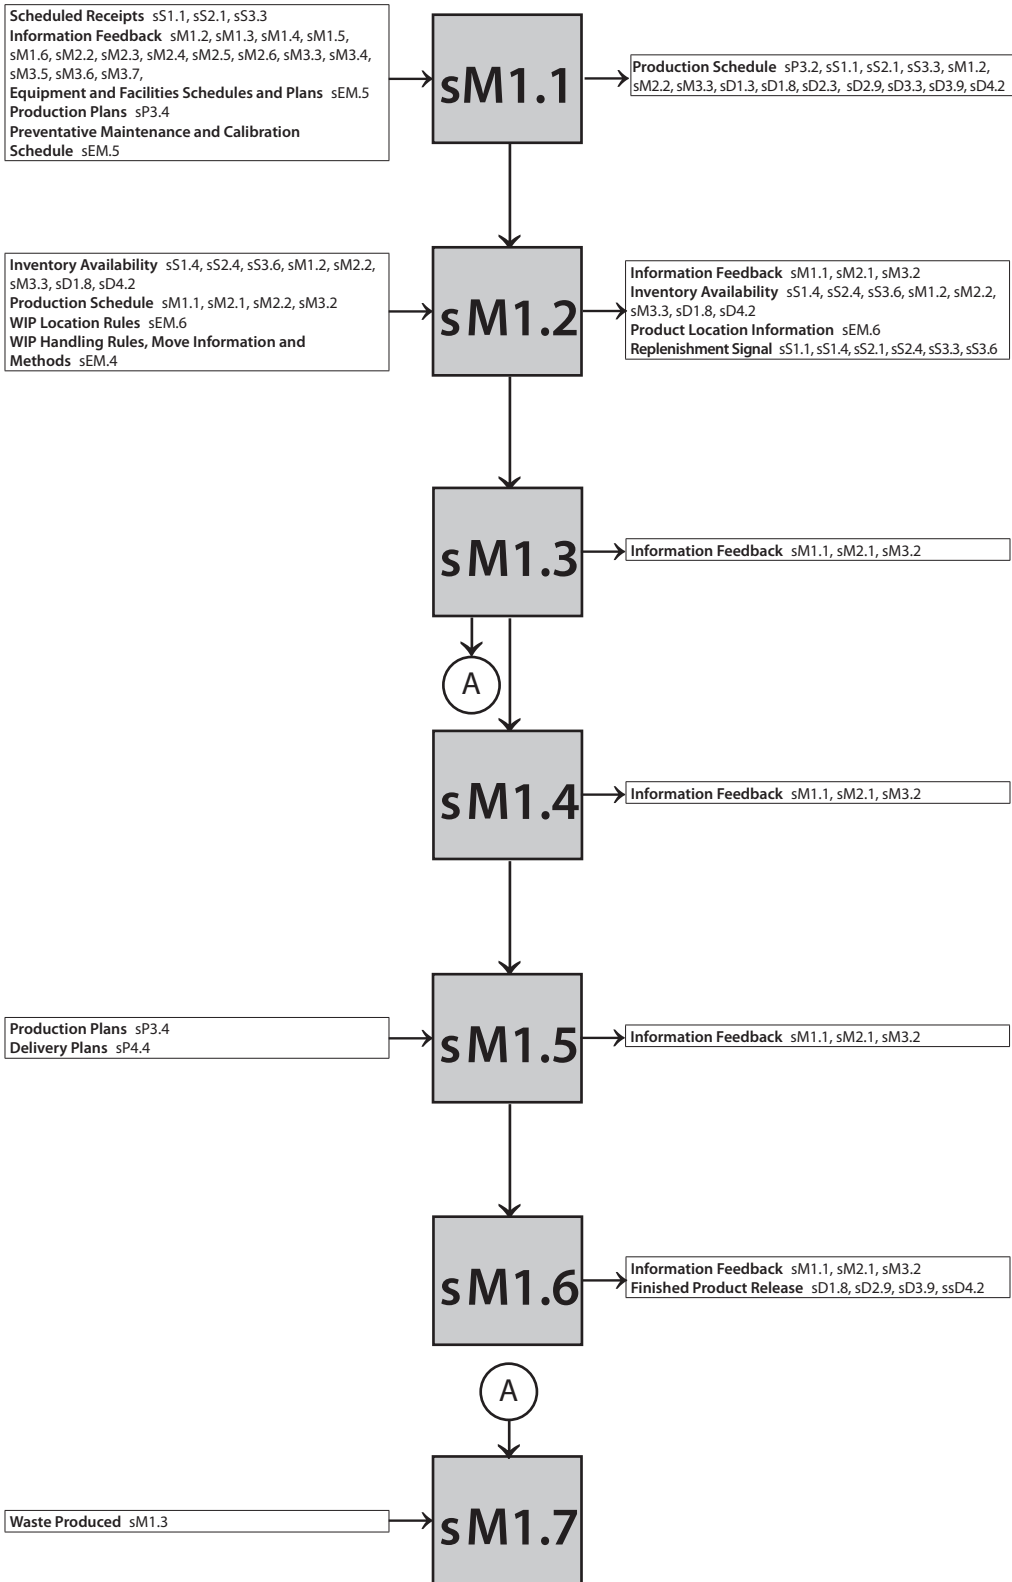 Scheduled Receipts sS1.1, sS2.1, sS3.3
Information Feedback sM1.2, sM1.3, sM1.4, sM1.5,
sM1.6, sM2.2, sM2.3, sM2.4, sM2.5, sM2.6, sM3.3, sM3.4,
sM3.5, sM3.6, sM3.7,
Equipment and Facilities Schedules and Plans sEM.5
Production Plans sP3.4
Preventative Maintenance and Calibration
Schedule sEM.5
sM1.1
Production Schedule sP3.2, sS1.1, sS2.1, sS3.3, sM1.2,
sM2.2, sM3.3, sD1.3, sD1.8, sD2.3, sD2.9, sD3.3, sD3.9, sD4.2
Inventory Availability sS1.4, sS2.4, sS3.6, sM1.2, sM2.2,
sM3.3, sD1.8, sD4.2
Production Schedule sM1.1, sM2.1, sM2.2, sM3.2
WIP Location Rules sEM.6
WIP Handling Rules, Move Information and
Methods sEM.4
sM1.2
Information Feedback sM1.1, sM2.1, sM3.2
Inventory Availability sS1.4, sS2.4, sS3.6, sM1.2, sM2.2,
sM3.3, sD1.8, sD4.2
Product Location Information sEM.6
Replenishment Signal sS1.1, sS1.4, sS2.1, sS2.4, sS3.3, sS3.6
sM1.3
Information Feedback sM1.1, sM2.1, sM3.2
A
sM1.4
Information Feedback sM1.1, sM2.1, sM3.2
Production Plans sP3.4
Delivery Plans sP4.4
sM1.5
Information Feedback sM1.1, sM2.1, sM3.2
sM1.6
Information Feedback sM1.1, sM2.1, sM3.2
Finished Product Release sD1.8, sD2.9, sD3.9, ssD4.2
A
Waste Produced sM1.3
sM1.7